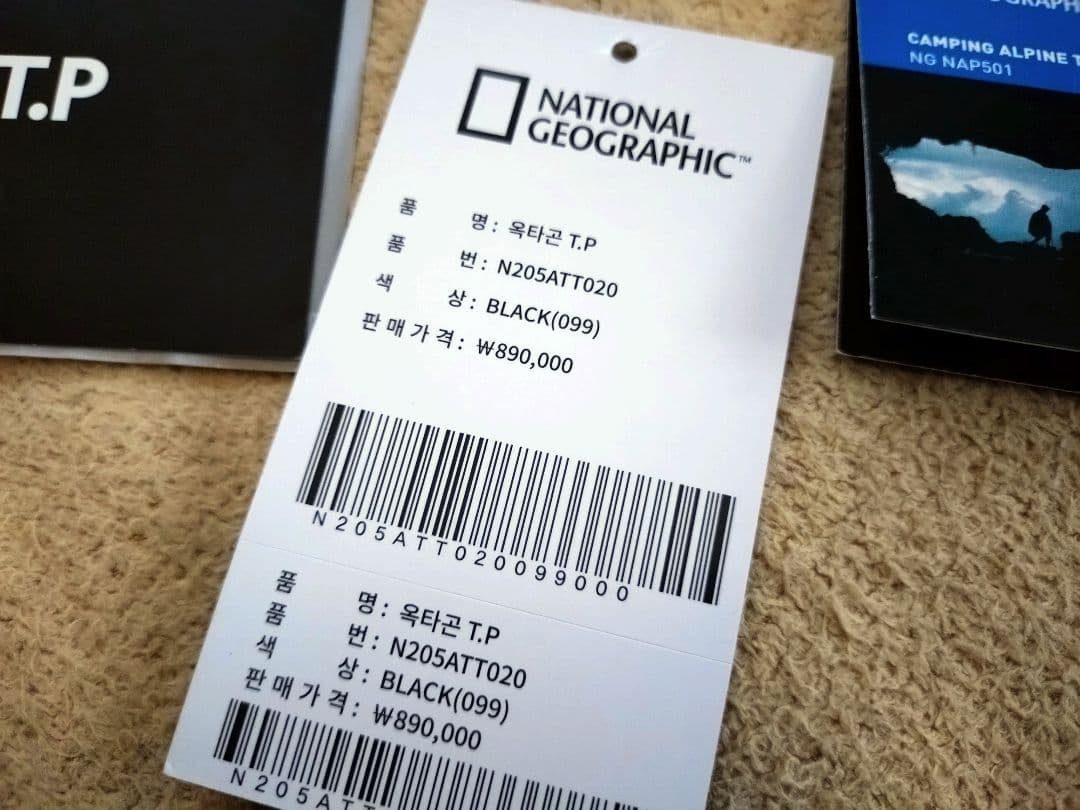 T.P
NATIONAL
GEOGRAPHIC™
품 명 : 옥타곤 T.P
품 번 : N205ATT020
색 상 : BLACK(099)
판 매 가 격 : ₩890,000
N205ATT020099000
품 명 : 옥타곤 T.P
품 번 : N205ATT020
색 상 : BLACK(099)
판 매 가 격 : ₩890,000
N205AT
CAMPING ALPINE T
NG NAP501